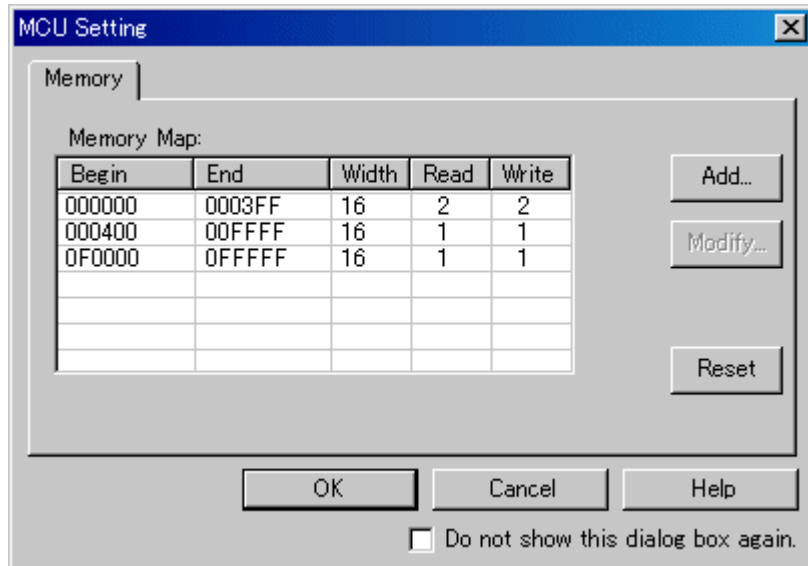 MCU Setting
Memory
Memory Map:
Begin End Width Read Write
000000 0003FF 16 2 2
000400 00FFFF 16 1 1
0F0000 0FFFFF 16 1 1
Add...
Modify...
Reset
OK Cancel Help
Do not show this dialog box again.